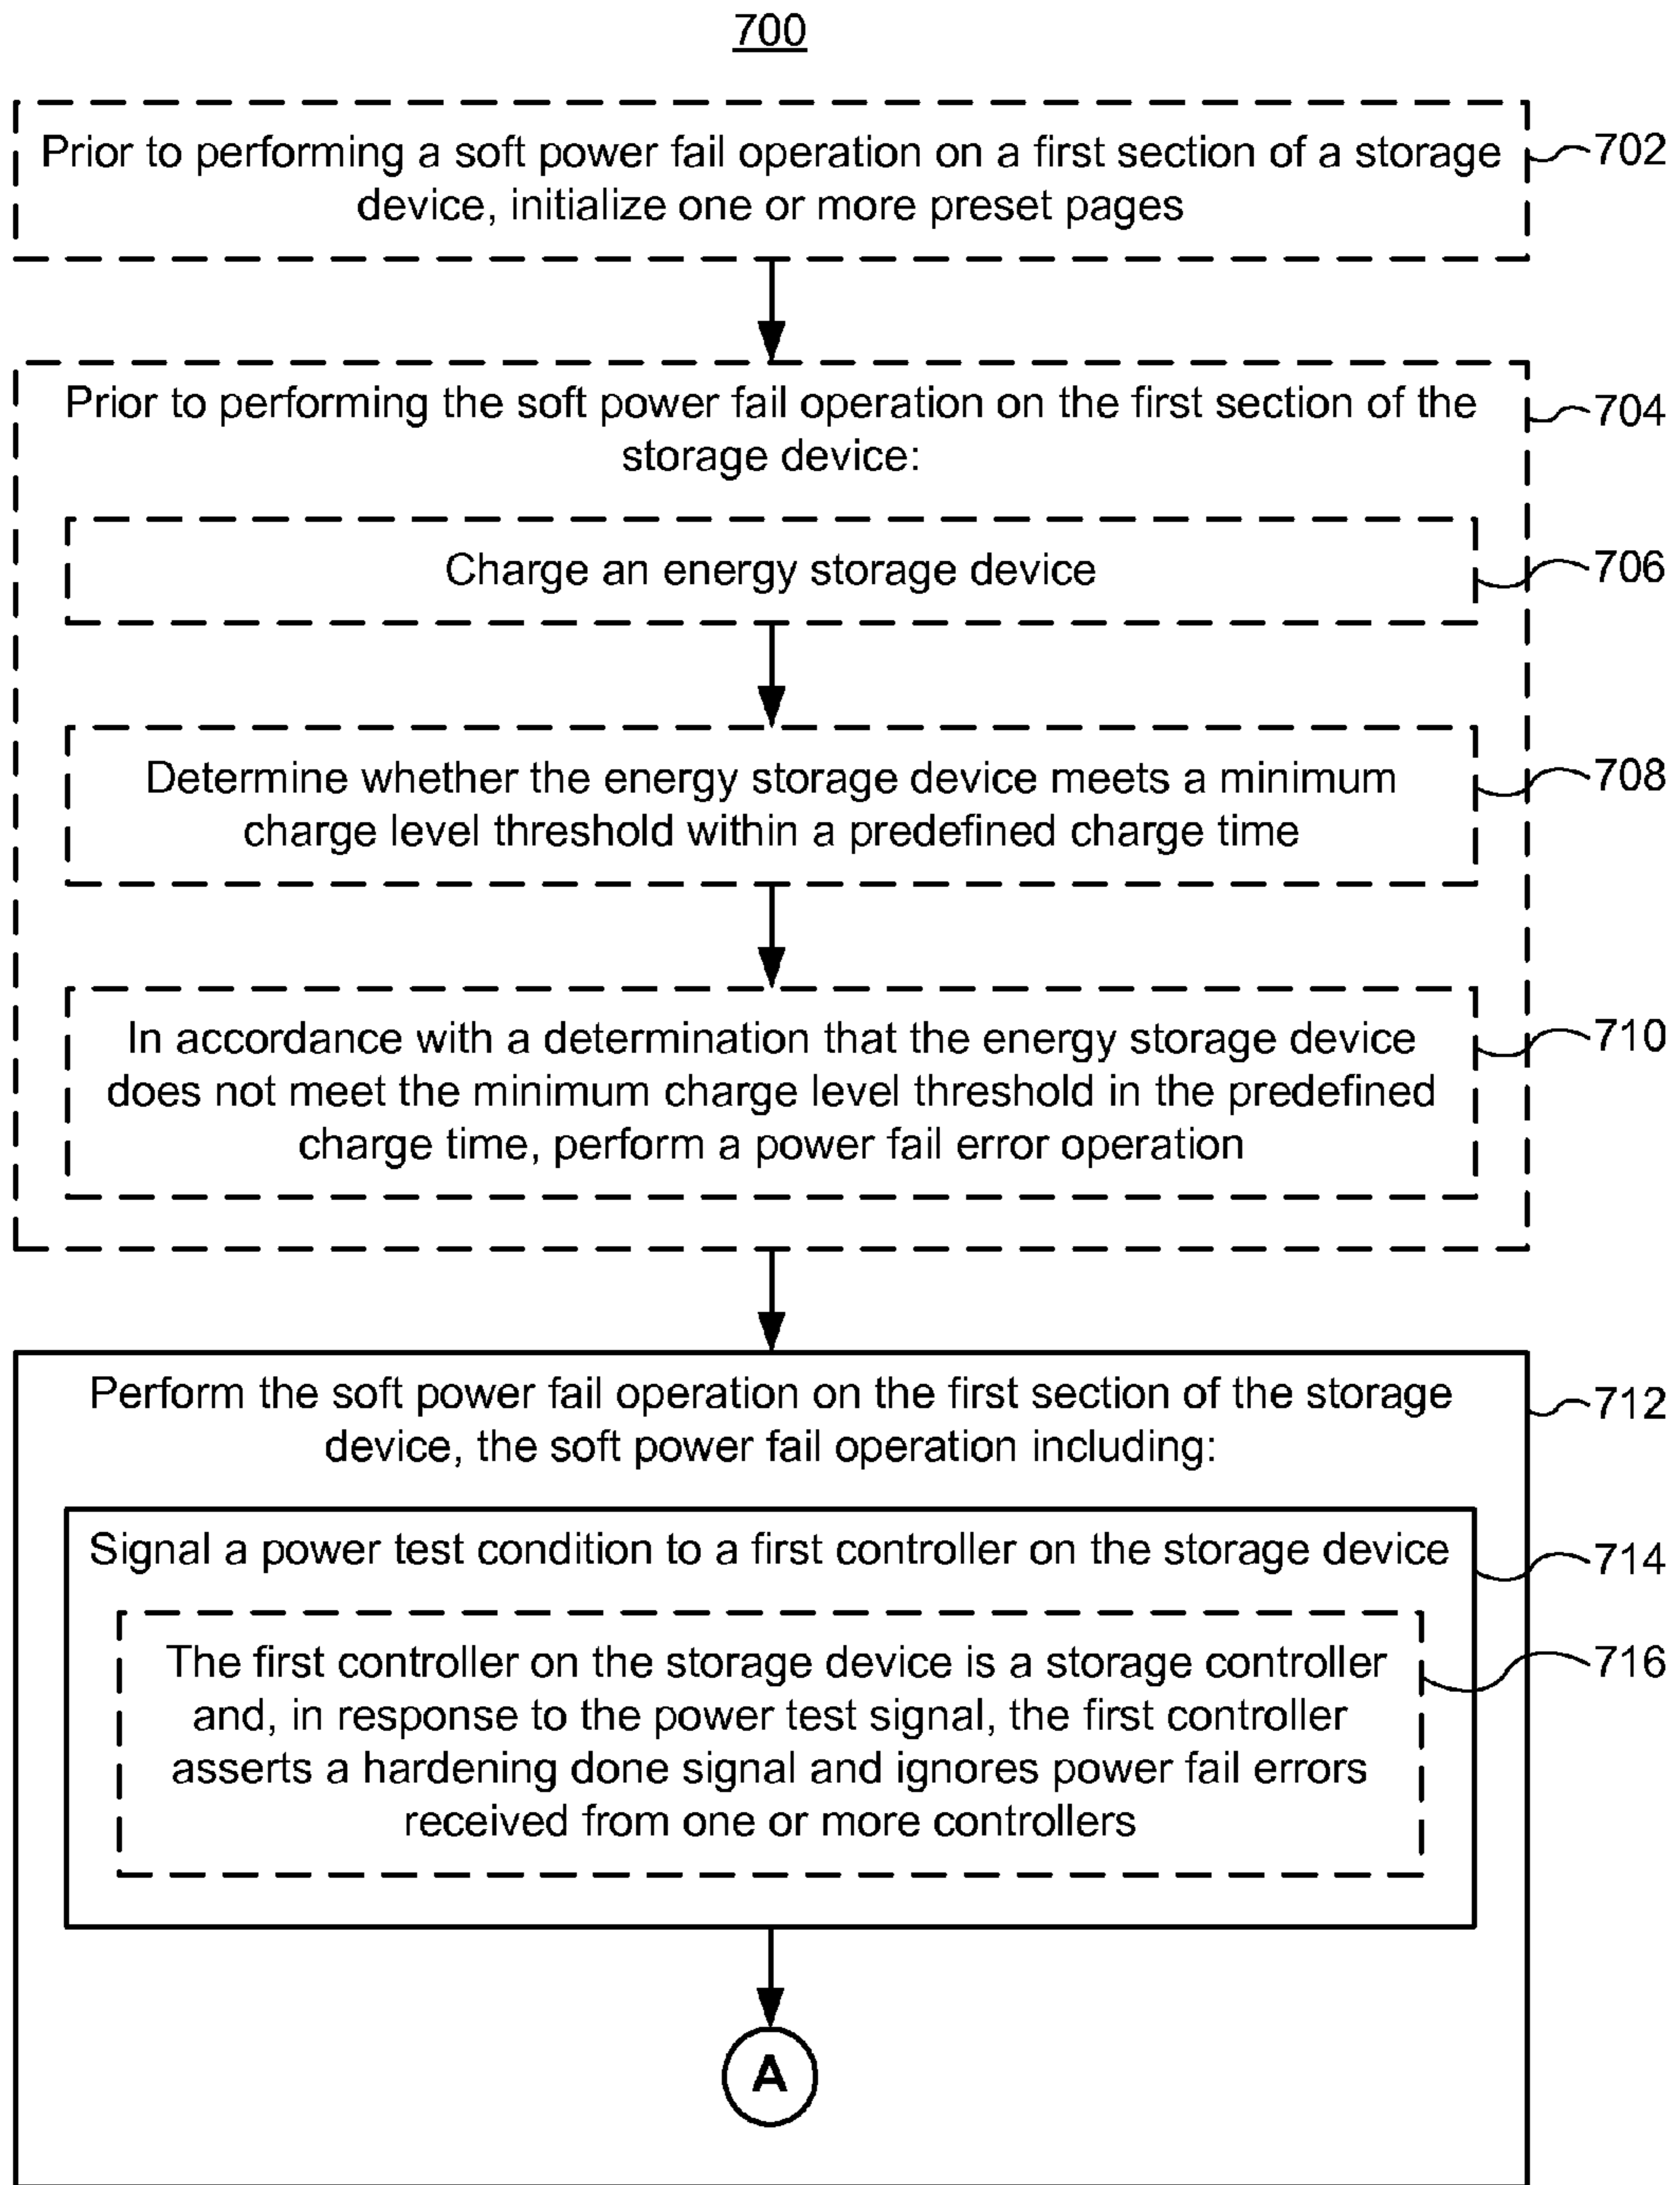 700
Prior to performing a soft power fail operation on a first section of a storage
device, initialize one or more preset pages
702
Prior to performing the soft power fail operation on the first section of the
storage device:
704
Charge an energy storage device
706
Determine whether the energy storage device meets a minimum
charge level threshold within a predefined charge time
708
In accordance with a determination that the energy storage device
does not meet the minimum charge level threshold in the predefined
charge time, perform a power fail error operation
710
Perform the soft power fail operation on the first section of the storage
device, the soft power fail operation including:
712
Signal a power test condition to a first controller on the storage device
714
The first controller on the storage device is a storage controller
and, in response to the power test signal, the first controller
asserts a hardening done signal and ignores power fail errors
received from one or more controllers
716
A